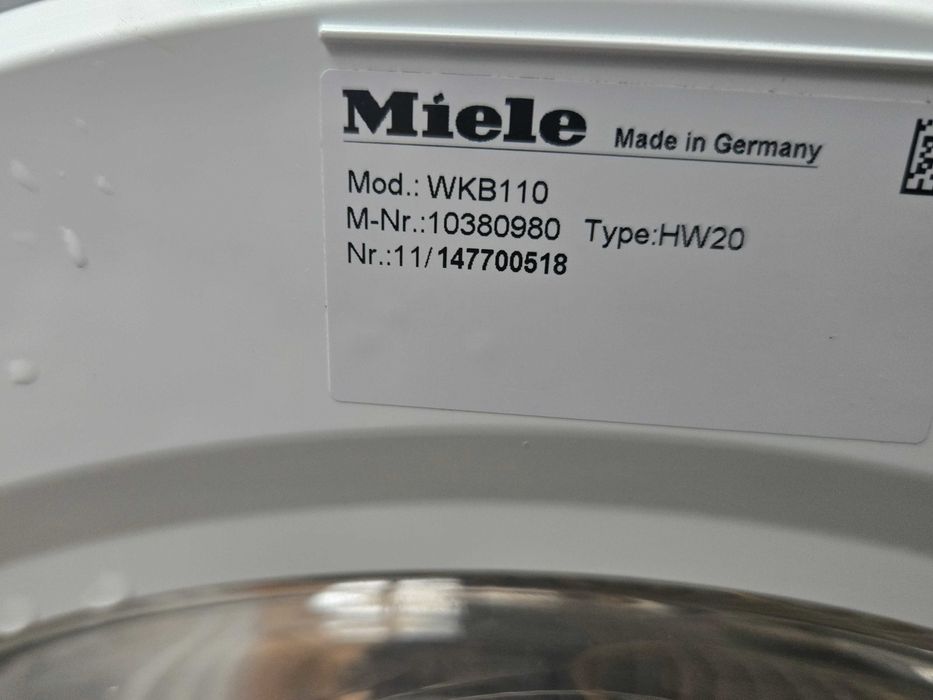 Miele Made in Germany
Mod.: WKB110
M-Nr.:10380980 Type:HW20
Nr.:11/147700518